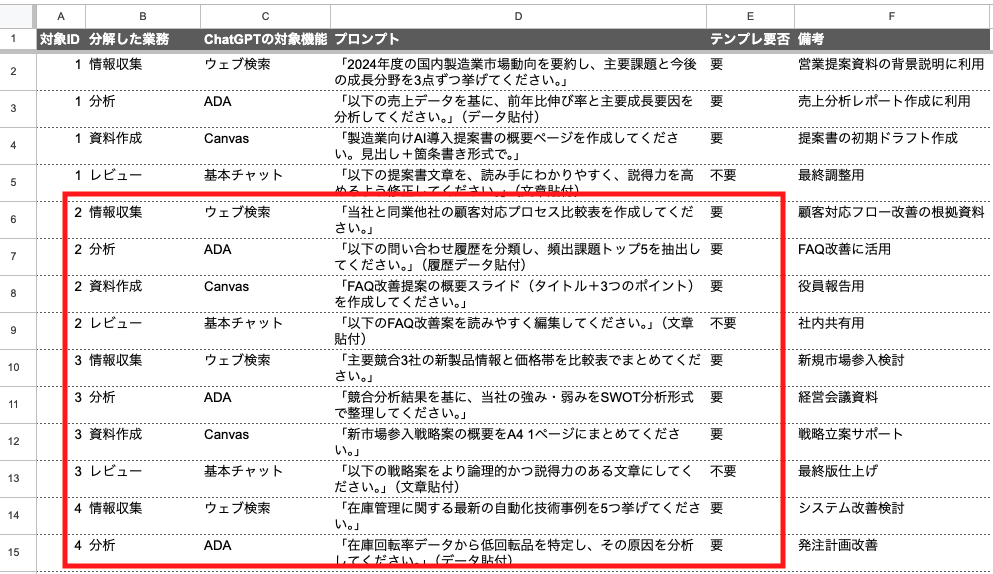 A B C D E F
1 対象ID 分解した業務 ChatGPTの対象機能 プロンプト テンプレ要否 備考
2 1 情報収集 ウェブ検索 「2024年度の国内製造業市場動向を要約し、主要課題と今後 要 営業提案資料の背景説明に利用
の成長分野を3点ずつ挙げてください。」
3 1 分析 ADA 「以下の売上データを基に、前年比伸び率と主要成長要因を 要 売上分析レポート作成に利用
分析してください。」（データ貼付）
4 1 資料作成 Canvas 「製造業向けAI導入提案書の概要ページを作成してくださ 要 提案書の初期ドラフト作成
い。見出し＋箇条書き形式で。」
5 1 レビュー 基本チャット 「以下の提案書文章を、読み手にわかりやすく、説得力を高 不要 最終調整用
めるよう修正してください。」（文章貼付）
6 2 情報収集 ウェブ検索 「当社と同業他社の顧客対応プロセス比較表を作成してくだ 要 顧客対応フロー改善の根拠資料
さい。」
7 2 分析 ADA 「以下の問い合わせ履歴を分類し、頻出課題トップ5を抽出し 要 FAQ改善に活用
てください。」（履歴データ貼付）
8 2 資料作成 Canvas 「FAQ改善提案の概要スライド（タイトル＋3つのポイント） 要 役員報告用
を作成してください。」
9 2 レビュー 基本チャット 「以下のFAQ改善案を読みやすく編集してください。」（文章 不要 社内共有用
貼付）
10 3 情報収集 ウェブ検索 「主要競合3社の新製品情報と価格帯を比較表でまとめてくだ 要 新規市場参入検討
さい。」
11 3 分析 ADA 「競合分析結果を基に、当社の強み・弱みをSWOT分析形式 要 経営会議資料
で整理してください。」
12 3 資料作成 Canvas 「新市場参入戦略案の概要をA4 1ページにまとめてくださ 要 戦略立案サポート
い。」
13 3 レビュー 基本チャット 「以下の戦略案をより論理的かつ説得力のある文章にしてく 不要 最終版仕上げ
ださい。」（文章貼付）
14 4 情報収集 ウェブ検索 「在庫管理に関する最新の自動化技術事例を5つ挙げてくださ 要 システム改善検討
い。」
15 4 分析 ADA 「在庫回転率データから低回転品を特定し、その原因を分析 要 発注計画改善
してください。」（データ貼付）